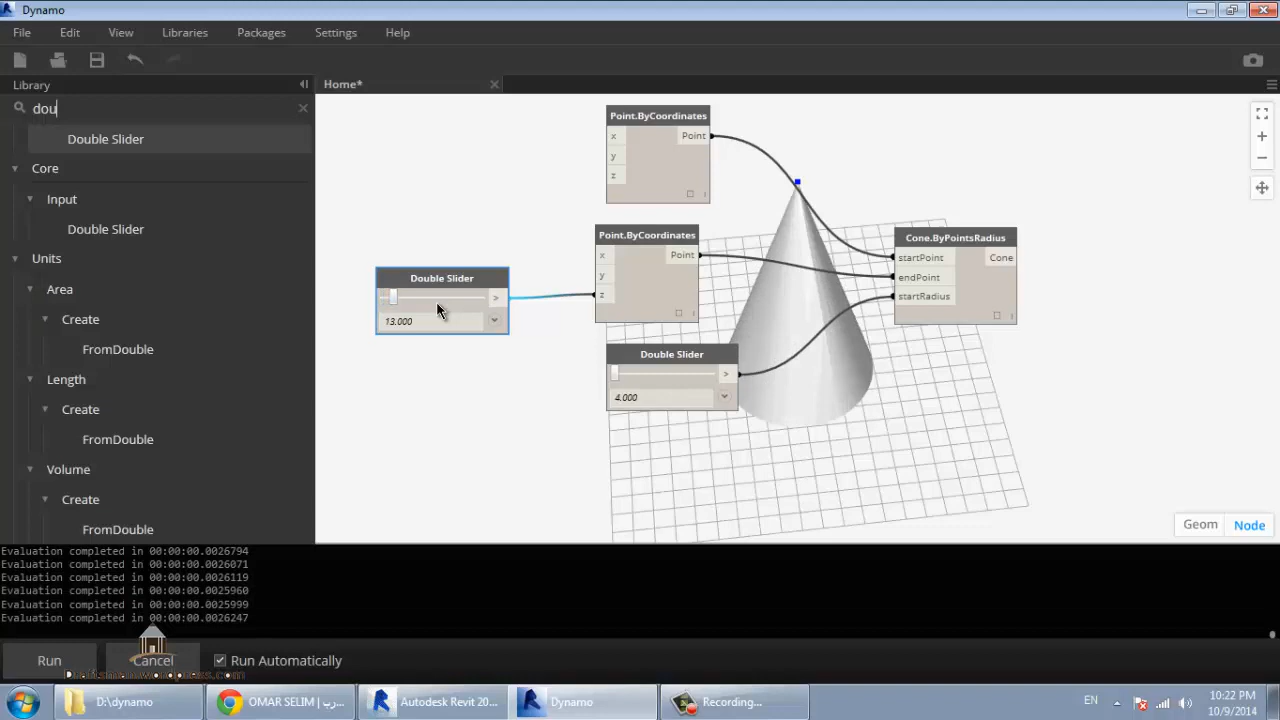 Dynamo
File Edit View Libraries Packages Settings Help
Library
Home*
dou
Double Slider
Core
Input
Double Slider
Units
Area
Create
FromDouble
Length
Create
FromDouble
Volume
Create
FromDouble
Point.ByCoordinates
x
Point
y
z
Point.ByCoordinates
x
Point
y
z
Double Slider
>
13.000
Double Slider
>
4.000
Cone.ByPointsRadius
startPoint
Cone
endPoint
startRadius
Geom
Node
Evaluation completed in 00:00:00.0026794
Evaluation completed in 00:00:00.0026071
Evaluation completed in 00:00:00.0026119
Evaluation completed in 00:00:00.0025960
Evaluation completed in 00:00:00.0025999
Evaluation completed in 00:00:00.0026247
Run
Cancel
Run Automatically
D:\dynamo
OMAR SELIM | رب...
Autodesk Revit 20...
Dynamo
Recording...
EN
10:22 PM
10/9/2014